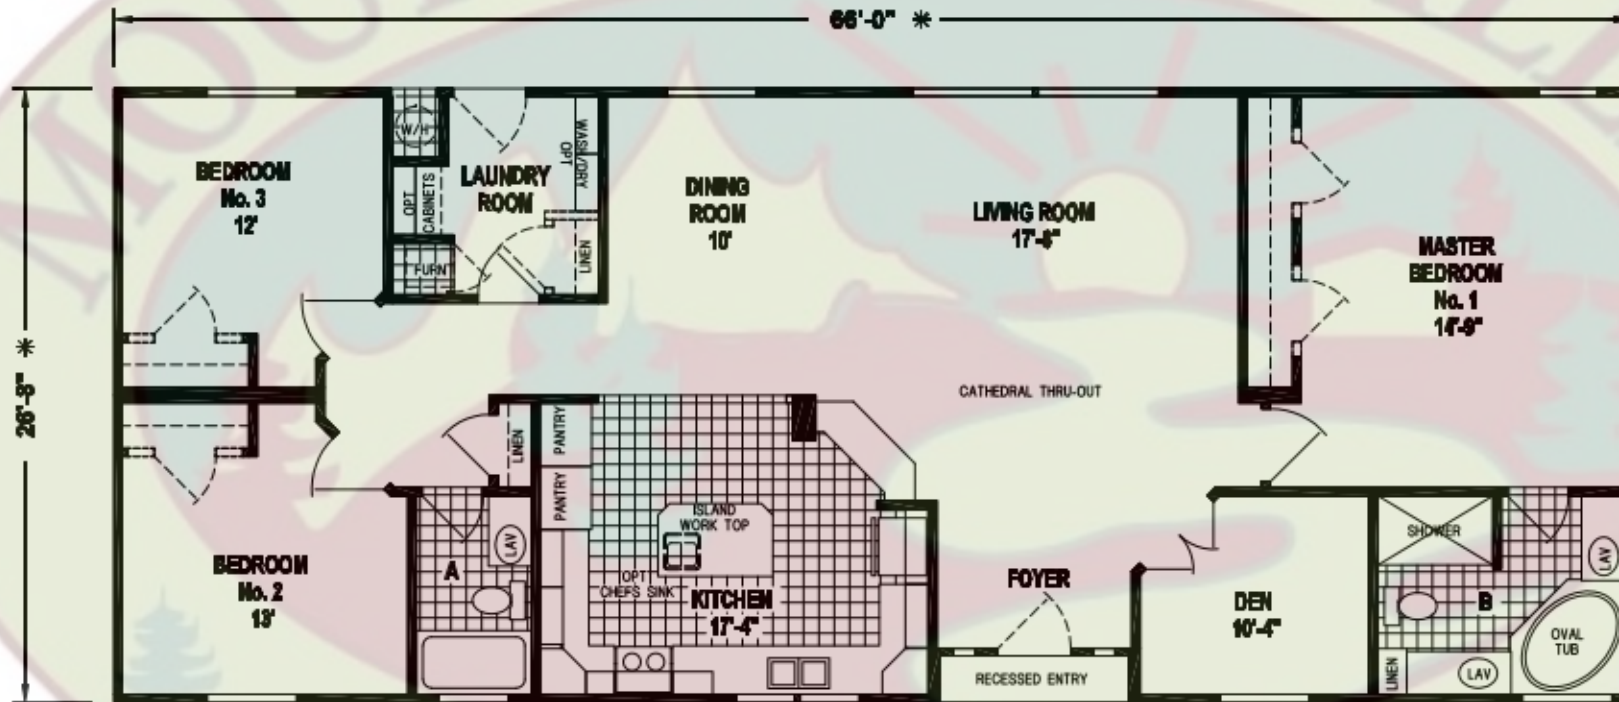 66'-0" *
26'-8" *
BEDROOM
No. 3
12'
W/H
OPT
CABINETS
FURN
LAUNDRY
ROOM
WASH/DRY
OPT
LINEN
DINING
ROOM
10'
LIVING ROOM
17'-6"
MASTER
BEDROOM
No. 1
14'-9"
CATHEDRAL THRU-OUT
LINEN
PANTRY
PANTRY
ISLAND
WORK TOP
OPT
CHEFS SINK
KITCHEN
17'-4"
BEDROOM
No. 2
13'
A
LAV
FOYER
RECESSED ENTRY
DEN
10'-4"
SHOWER
LAV
B
OVAL
TUB
LINEN
LAV